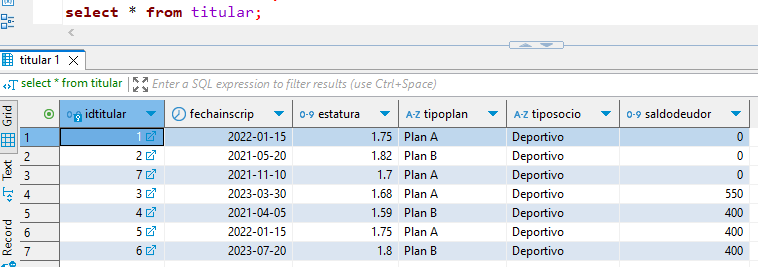 select * from titular;
titular 1
select * from titular Enter a SQL expression to filter results (use Ctrl+Space)
Grid
Text
Record
idtitular fechainscrip estatura tipoplan tiposocio saldodeudor
1 1 2022-01-15 1.75 Plan A Deportivo 0
2 2 2021-05-20 1.82 Plan B Deportivo 0
3 7 2021-11-10 1.7 Plan A Deportivo 0
4 3 2023-03-30 1.68 Plan A Deportivo 550
5 4 2021-04-05 1.59 Plan B Deportivo 400
6 5 2022-01-15 1.75 Plan A Deportivo 400
7 6 2023-07-20 1.8 Plan B Deportivo 400